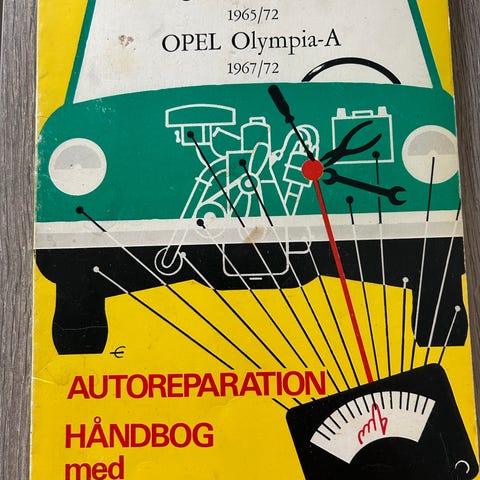 1965/72
OPEL Olympia-A
1967/72
AUTOREPARATION
HÅNDBOG
med